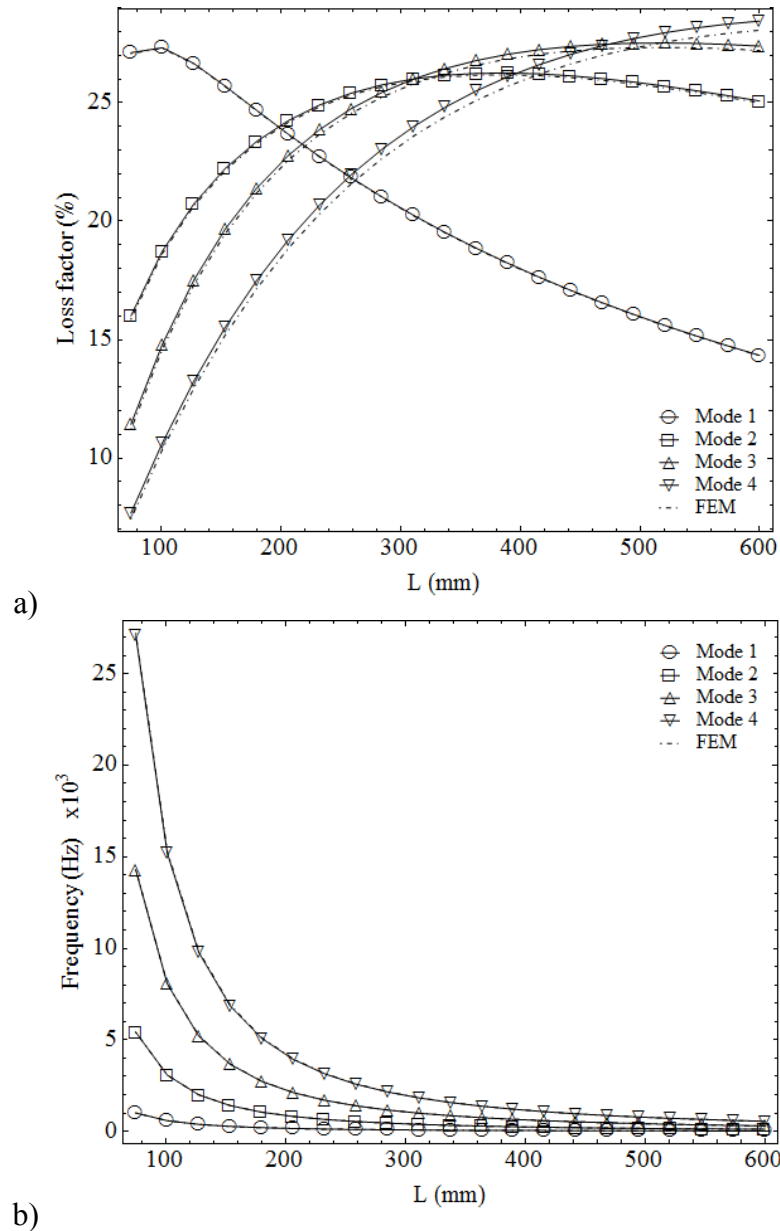 Loss factor (%)
25
20
15
10
Mode 1
Mode 2
Mode 3
Mode 4
FEM
100 200 300 400 500 600
L (mm)
a)
Frequency (Hz) x10³
25
20
15
10
5
0
Mode 1
Mode 2
Mode 3
Mode 4
FEM
100 200 300 400 500 600
L (mm)
b)